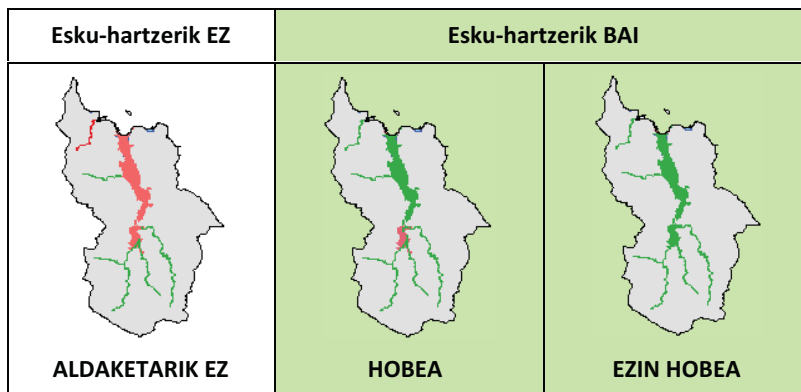 Esku-hartzerik EZ
Esku-hartzerik BAI
ALDAKETARIK EZ
HOBEA
EZIN HOBEA